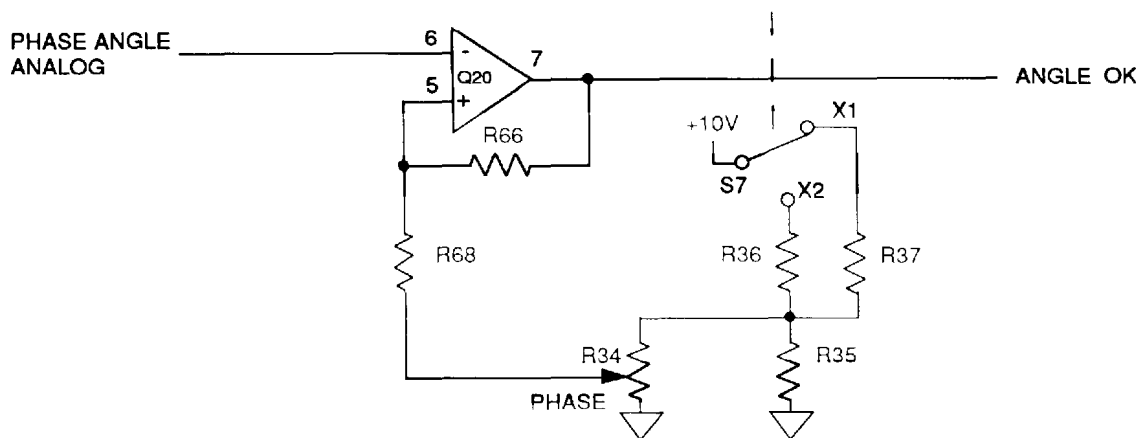 PHASE ANGLE
ANALOG
6
-
Q20
7
5
+
ANGLE OK
R66
+10V
X1
S7
X2
R68
R36
R37
R34
R35
PHASE